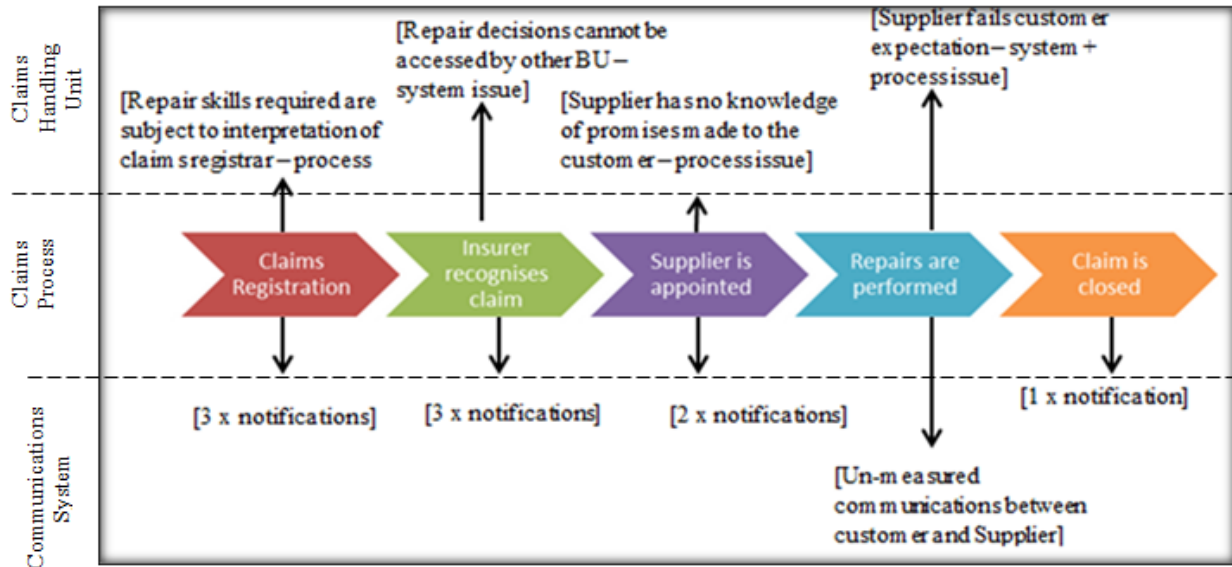 Claims
Handling
Unit
[Repair skills required are
subject to interpretation of
claims registrar – process
[Repair decisions cannot be
accessed by other BU –
system issue]
[Supplier has no knowledge
of promises made to the
customer – process issue]
[Supplier fails customer
expectation – system +
process issue]
Claims
Process
Claims
Registration
Insurer
recognises
claim
Supplier is
appointed
Repairs are
performed
Claim is
closed
Communications
System
[3 x notifications]
[3 x notifications]
[2 x notifications]
[Un-measured
communications between
customer and Supplier]
[1 x notification]